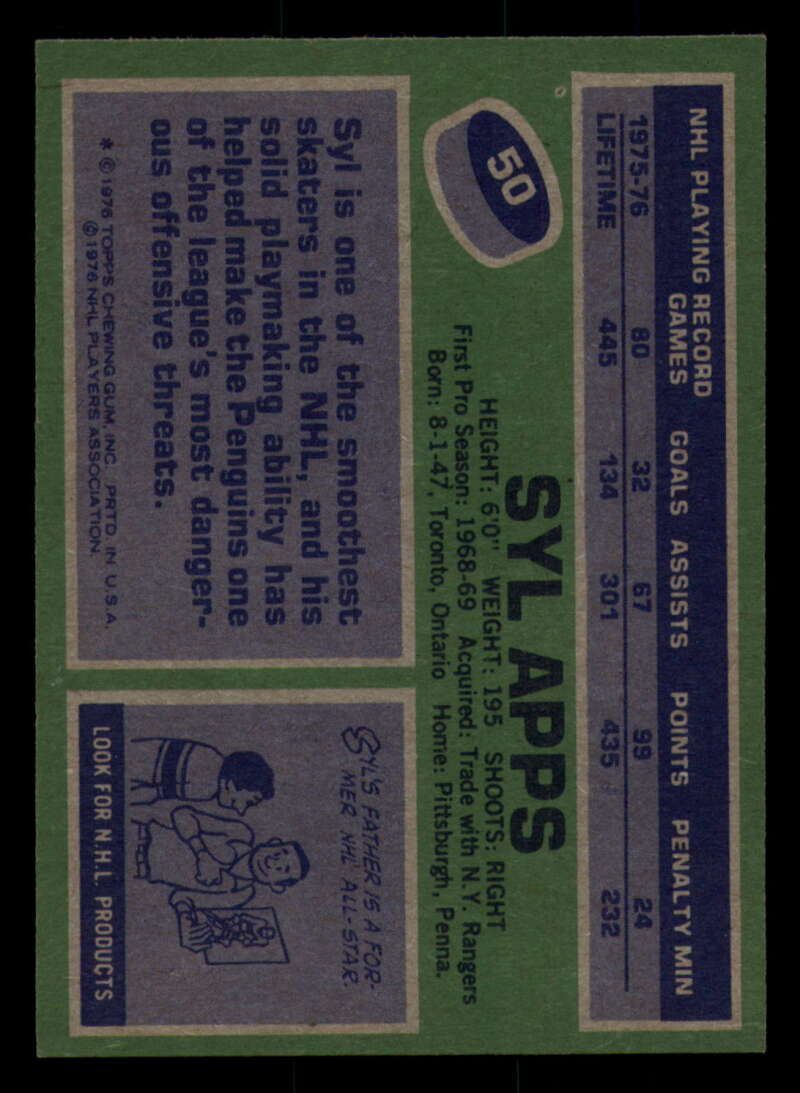 NHL PLAYING RECORD
GAMES GOALS ASSISTS POINTS PENALTY MIN
1975-76 80 32 67 99 24
LIFETIME 445 134 301 435 232
50
SYL APPS
HEIGHT: 6'0" WEIGHT: 195 SHOOTS: RIGHT
First Pro Season: 1968-69 Acquired: Trade with N.Y. Rangers
Born: 8-1-47, Toronto, Ontario Home: Pittsburgh, Penna.
Syl is one of the smoothest
skaters in the NHL, and his
solid playmaking ability has
helped make the Penguins one
of the league's most danger-
ous offensive threats.
* © 1976 TOPPS CHEWING GUM, INC. PRTD. IN U.S.A.
© 1976 NHL PLAYERS ASSOCIATION.
SYL'S FATHER IS A FOR-
MER NHL ALL-STAR.
LOOK FOR N.H.L. PRODUCTS